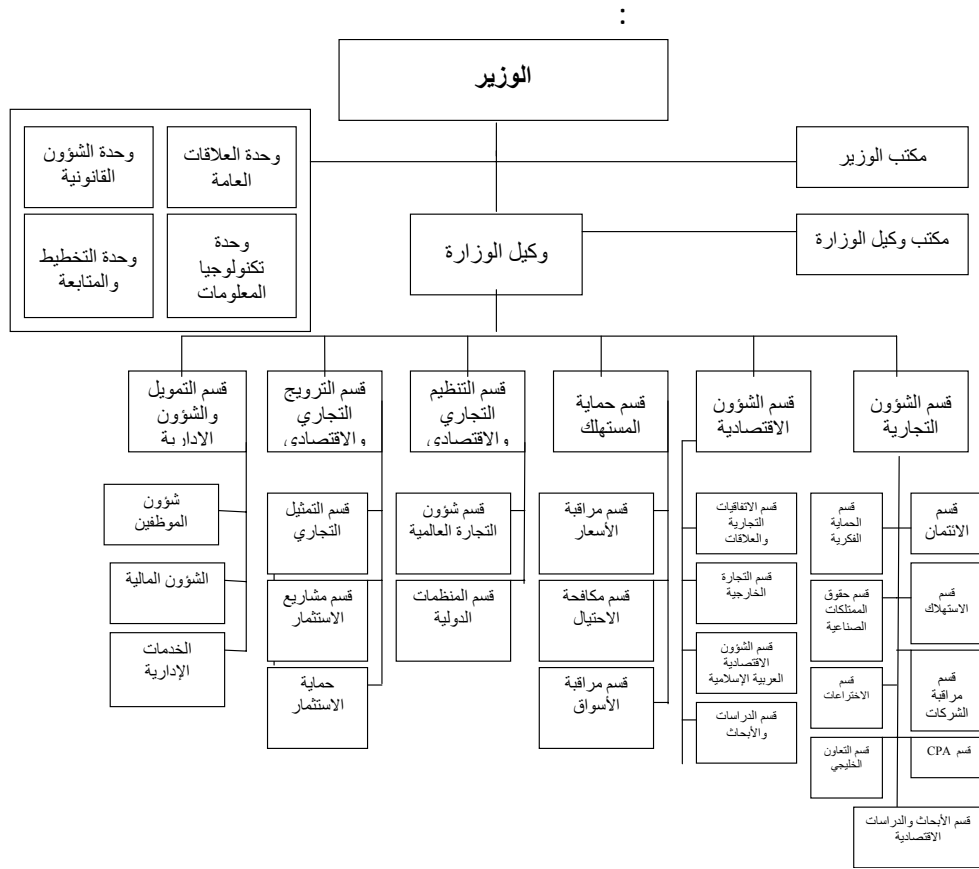 :
الوزير
مكتب الوزير
وحدة العلاقات
العامة
وحدة الشؤون
القانونية
وحدة
تكنولوجيا
المعلومات
وحدة التخطيط
والمتابعة
مكتب وكيل الوزارة
وكيل الوزارة
قسم الشؤون
التجارية
قسم الشؤون
الاقتصادية
قسم حماية
المستهلك
قسم التنظيم
التجاري
والاقتصادي
قسم الترويج
التجاري
والاقتصادي
قسم التمويل
والشؤون
الإدارية
قسم
الائتمان
قسم
الحماية
الفكرية
قسم
الاستهلاك
قسم حقوق
الممتلكات
الصناعية
قسم
مراقبة
الشركات
قسم
الاختراعات
قسم CPA
قسم التعاون
الخليجي
قسم الأبحاث والدراسات
الاقتصادية
قسم الاتفاقيات
التجارية
والعلاقات
قسم التجارة
الخارجية
قسم الشؤون
الاقتصادية
العربية الإسلامية
قسم الدراسات
والأبحاث
قسم مراقبة
الأسعار
قسم مكافحة
الاحتيال
قسم مراقبة
الأسواق
قسم شؤون
التجارة العالمية
قسم المنظمات
الدولية
قسم التمثيل
التجاري
قسم مشاريع
الاستثمار
حماية
الاستثمار
شؤون
الموظفين
الشؤون المالية
الخدمات
الإدارية